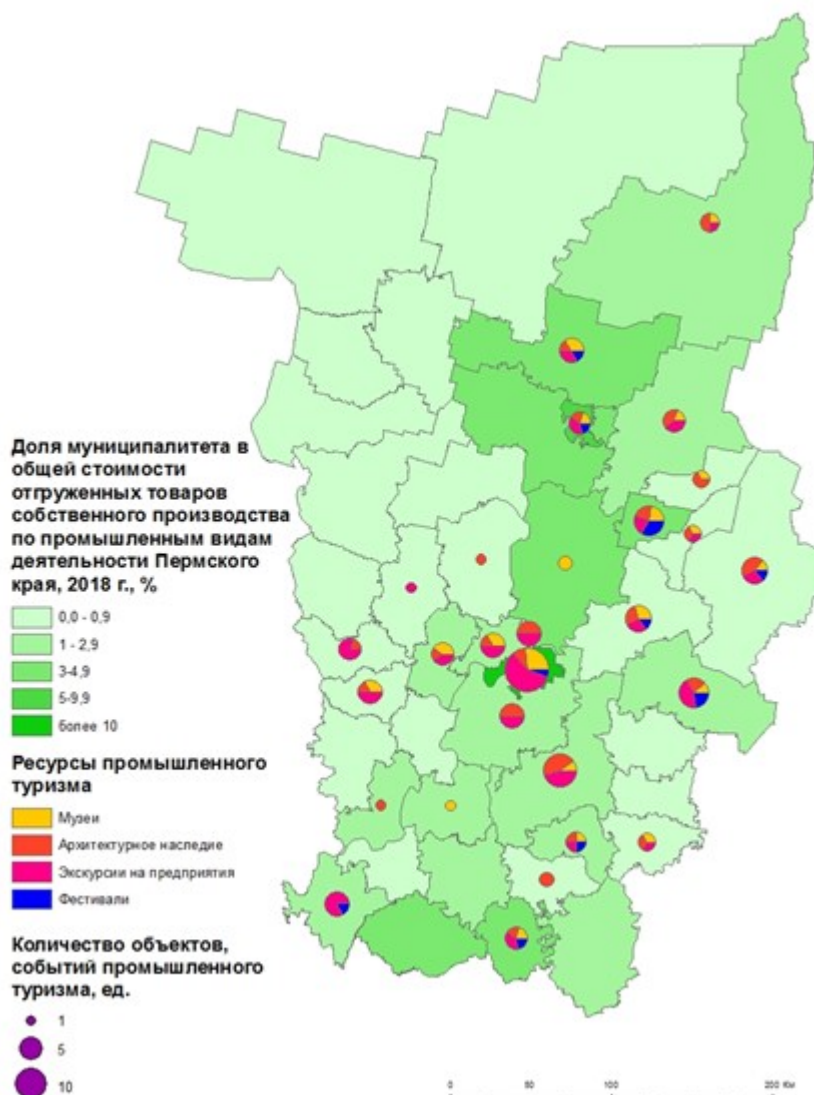 Доля муниципалитета в
общей стоимости
отгруженных товаров
собственного производства
по промышленным видам
деятельности Пермского
края, 2018 г., %
0,0 - 0,9
1 - 2,9
3-4,9
5-9,9
более 10
Ресурсы промышленного
туризма
Музеи
Архитектурное наследие
Экскурсии на предприятия
Фестивали
Количество объектов,
событий промышленного
туризма, ед.
1
5
10
0 50 100 200 Км